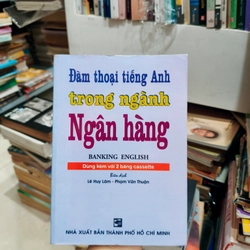 Đàm thoại tiếng Anh
trong ngành
Ngân hàng
BANKING ENGLISH
Dùng kèm với 3 băng cassette
Biên dịch
Lê Huy Lâm - Phạm Văn Thuận
NHÀ XUẤT BẢN THÀNH PHỐ HỒ CHÍ MINH